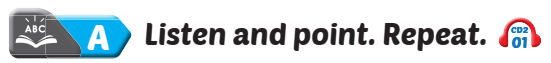 ABC A Listen and point. Repeat. CD2 01